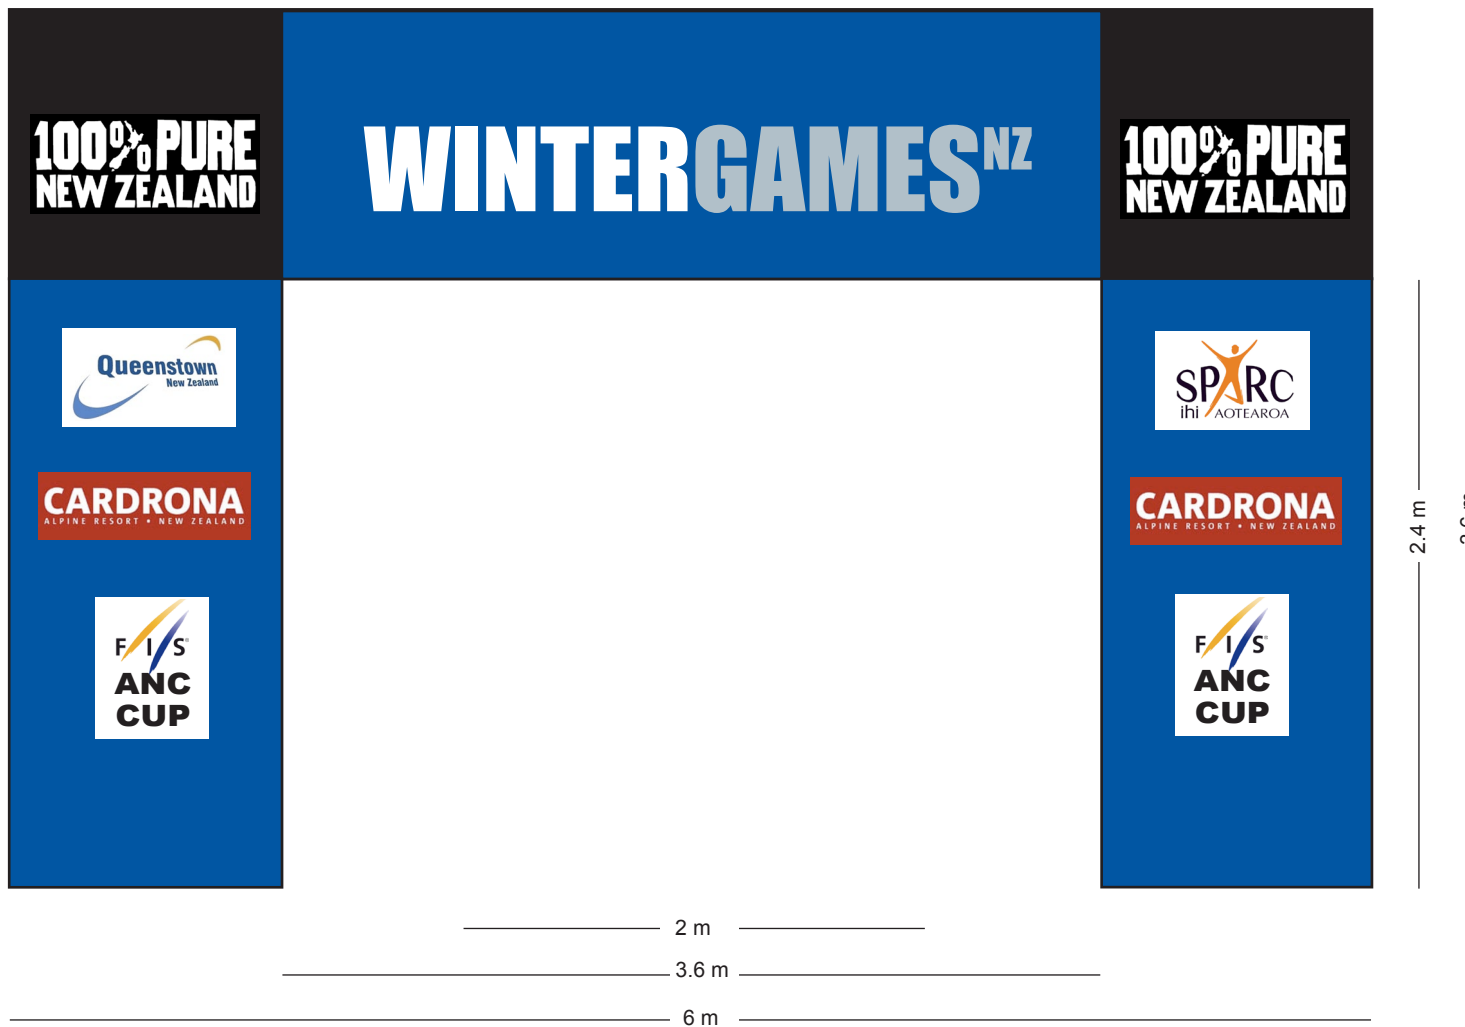 100% PURE
NEW ZEALAND
WINTERGAMESNZ
100% PURE
NEW ZEALAND
Queenstown
New Zealand
CARDRONA
ALPINE RESORT • NEW ZEALAND
FIS
ANC
CUP
SPARC
ihi AOTEAROA
CARDRONA
ALPINE RESORT • NEW ZEALAND
FIS
ANC
CUP
2.4 m
2 m
3.6 m
6 m